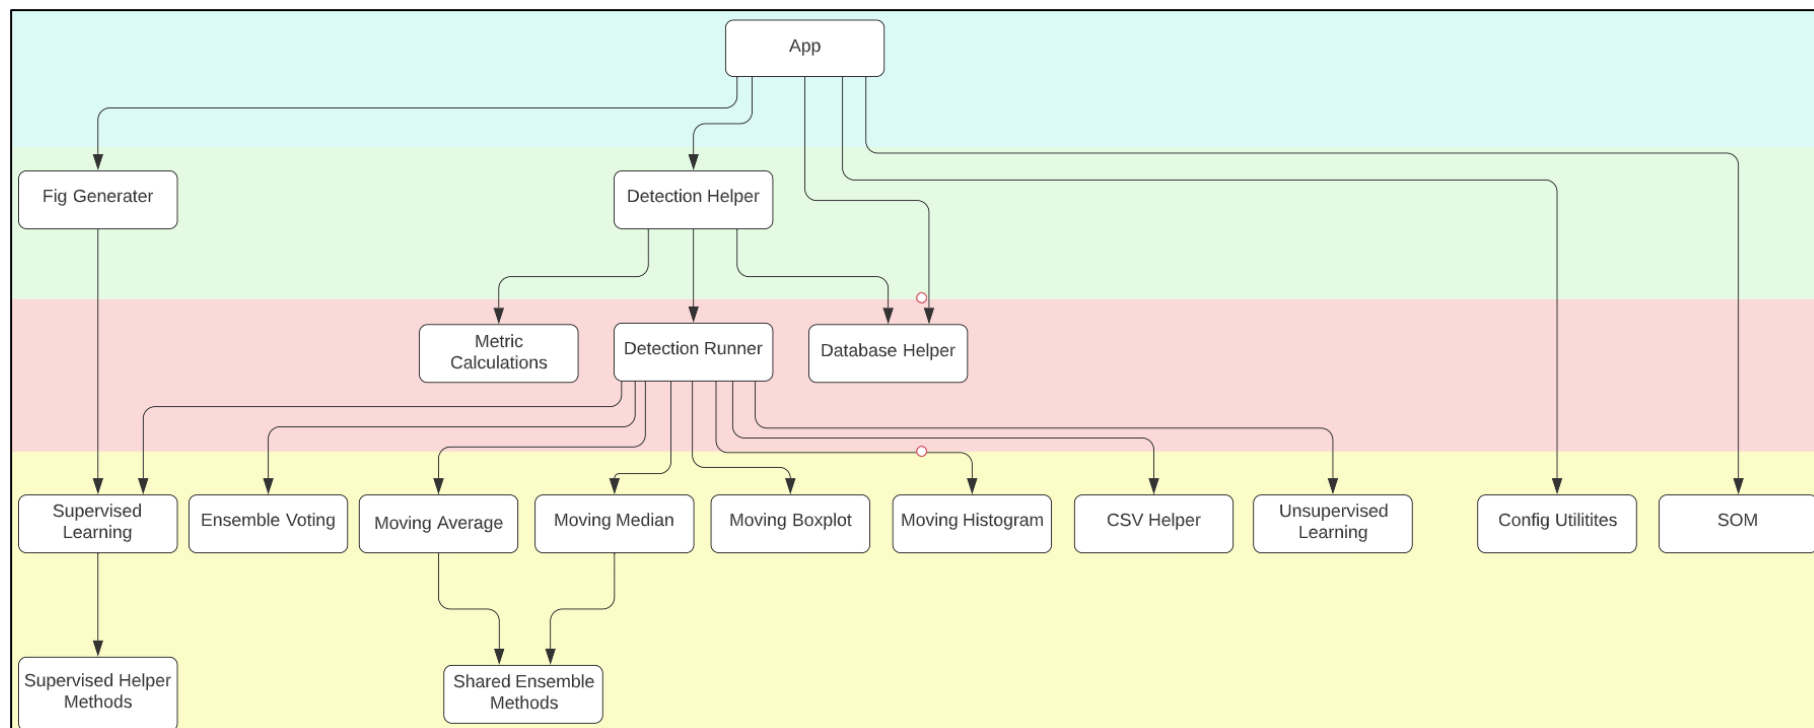 App
Fig Generater
Detection Helper
Metric
Calculations
Detection Runner
Database Helper
Supervised
Learning
Ensemble Voting
Moving Average
Moving Median
Moving Boxplot
Moving Histogram
CSV Helper
Unsupervised
Learning
Config Utilitites
SOM
Supervised Helper
Methods
Shared Ensemble
Methods